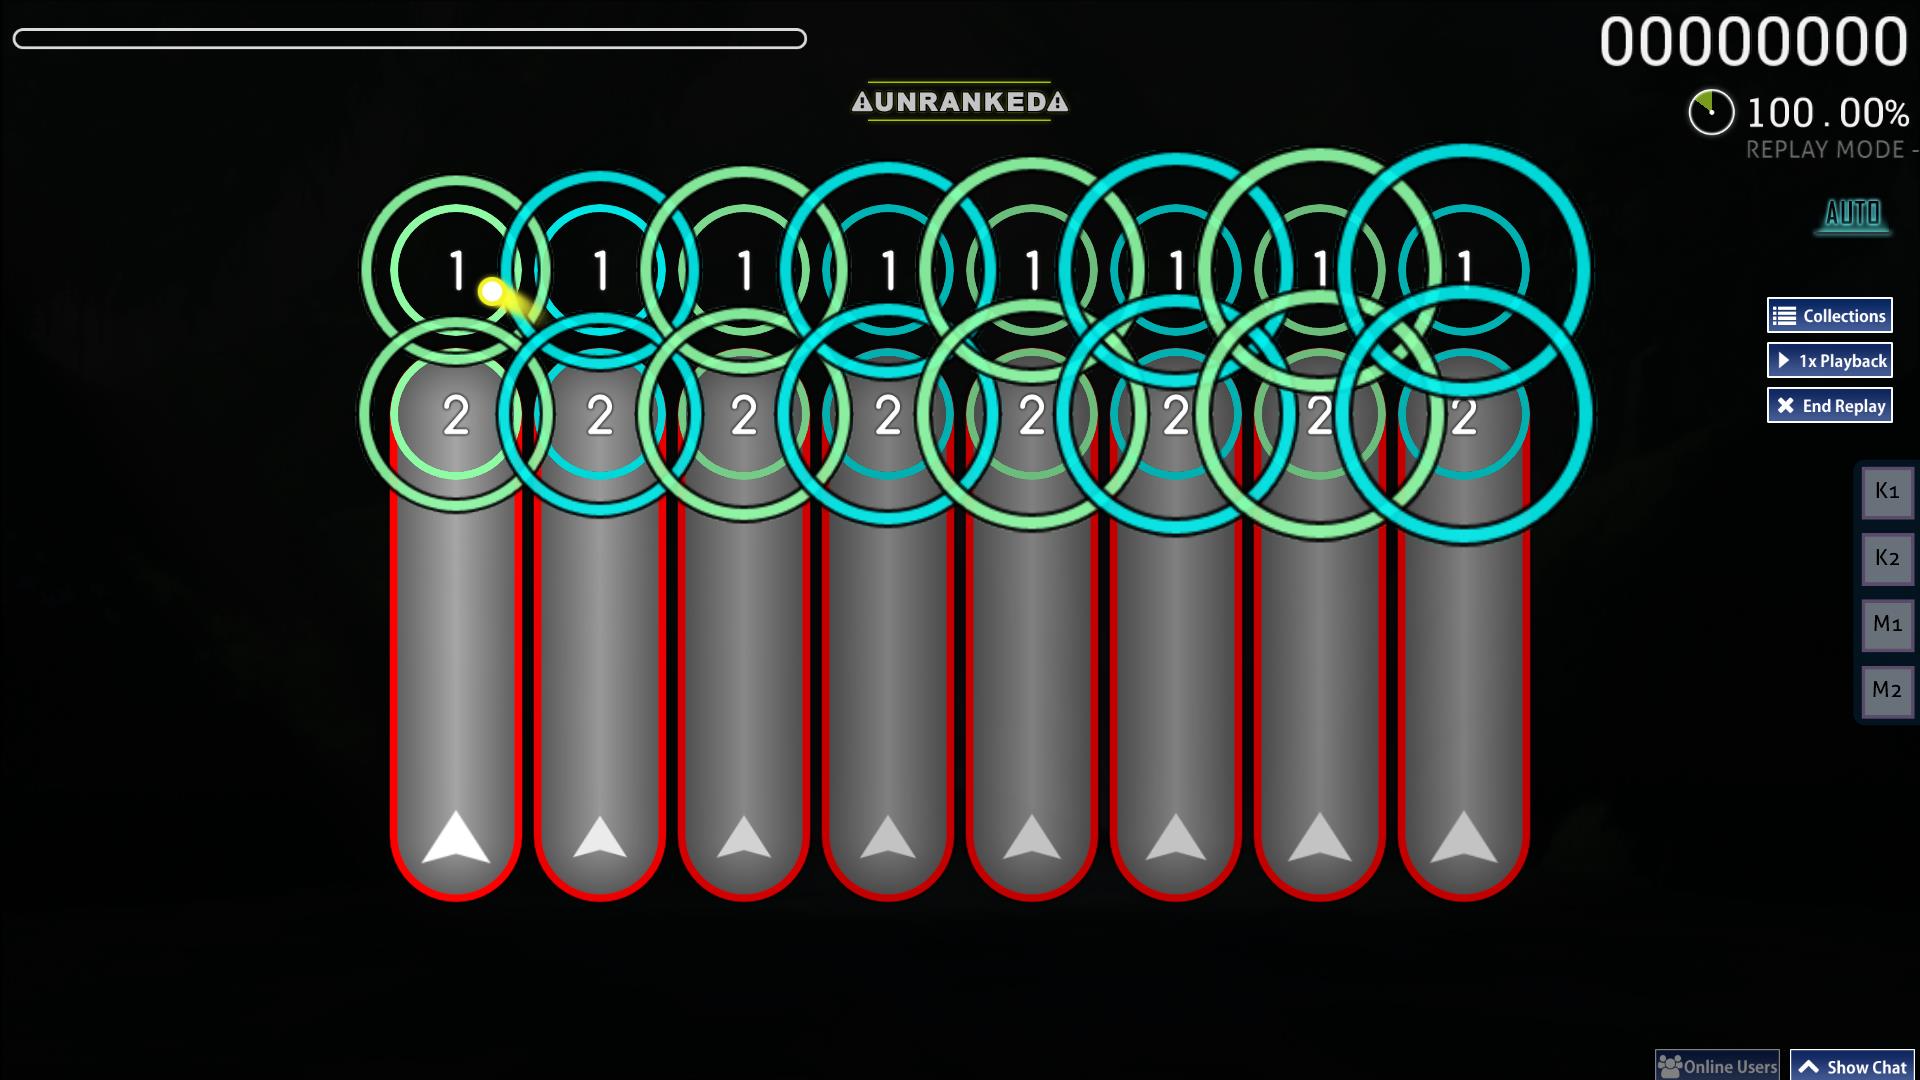 00000000
⚠UNRANKED⚠
100.00%
REPLAY MODE -
AUTO
1 1 1 1 1 1 1 1
Collections
1x Playback
2 2 2 2 2 2 2 2
End Replay
K1
K2
M1
M2
Online Users
Show Chat